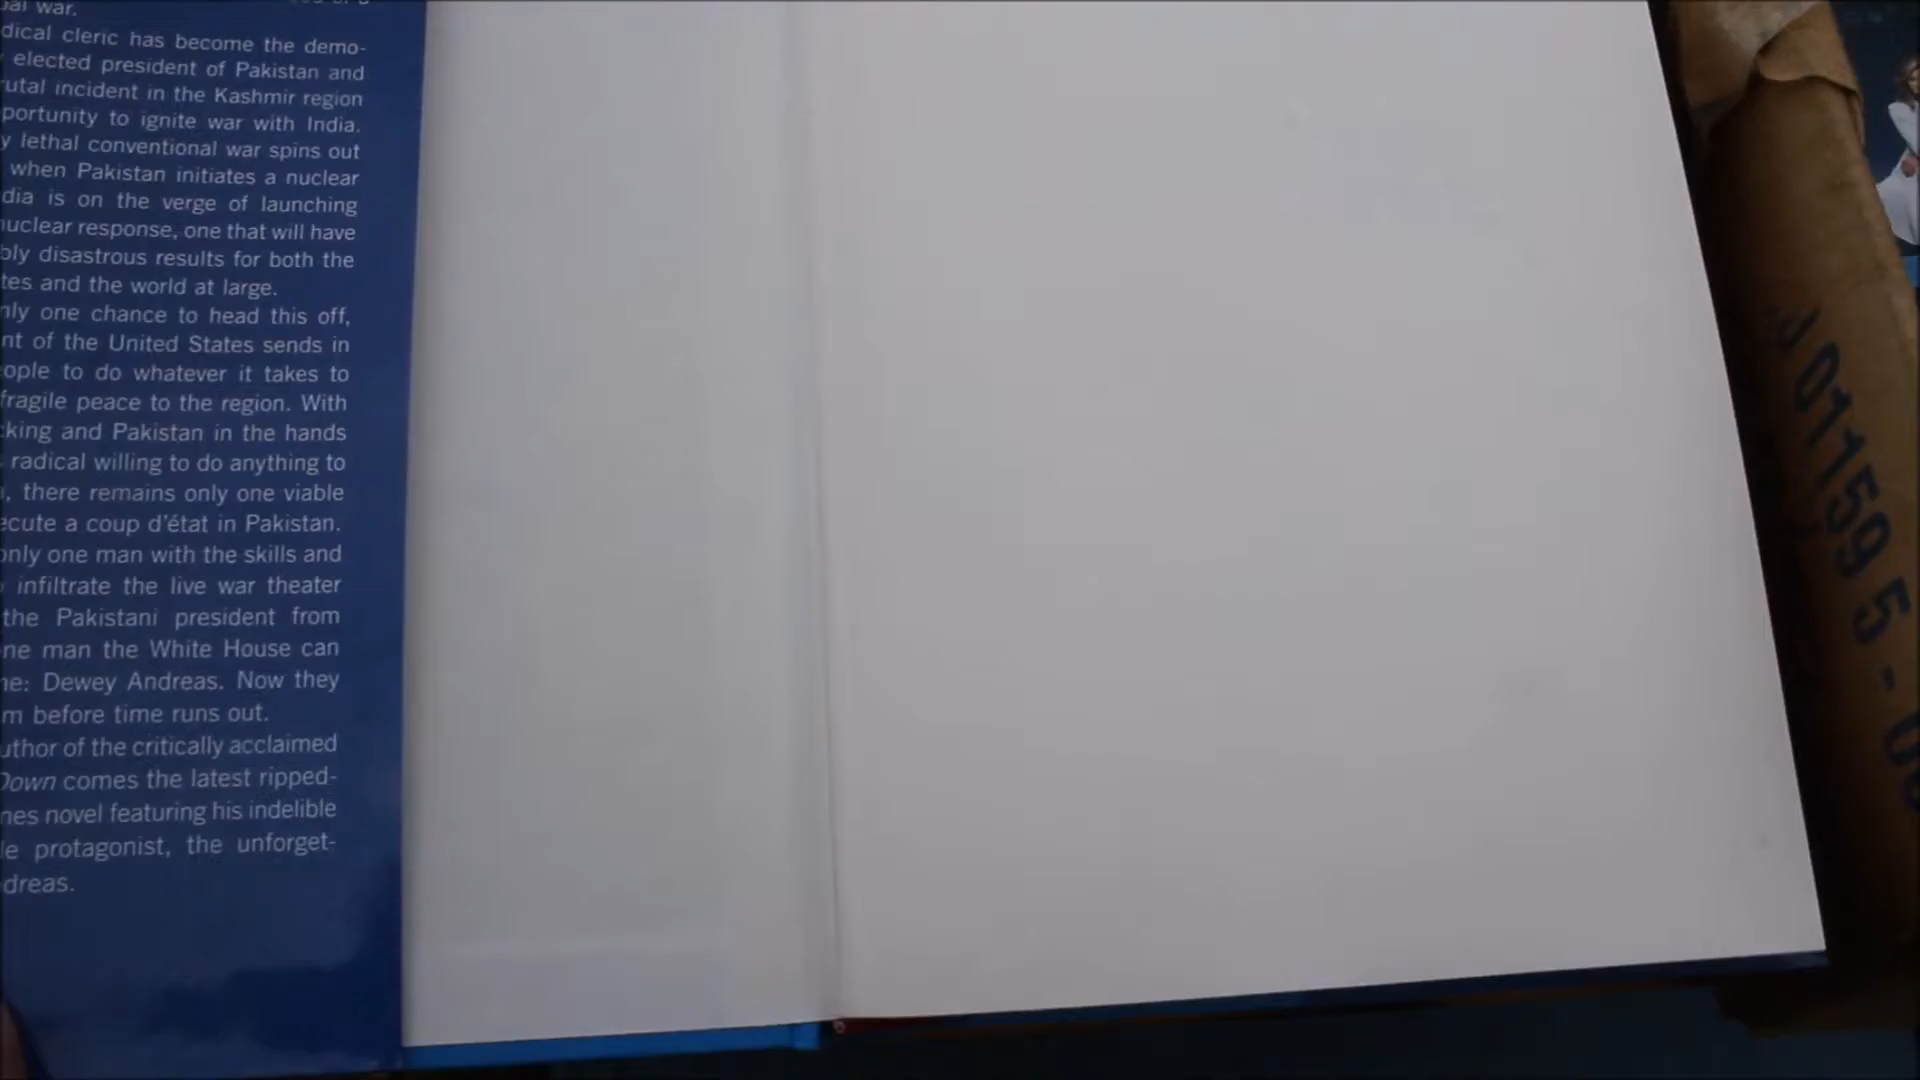 war.
dical cleric has become the demo-
elected president of Pakistan and
rutal incident in the Kashmir region
portunity to ignite war with India.
y lethal conventional war spins out
when Pakistan initiates a nuclear
dia is on the verge of launching
nuclear response, one that will have
bly disastrous results for both the
tes and the world at large.
nly one chance to head this off,
nt of the United States sends in
ople to do whatever it takes to
fragile peace to the region. With
cking and Pakistan in the hands
radical willing to do anything to
, there remains only one viable
ecute a coup d'état in Pakistan.
only one man with the skills and
infiltrate the live war theater
the Pakistani president from
ne man the White House can
ne: Dewey Andreas. Now they
m before time runs out.
uthor of the critically acclaimed
Down comes the latest ripped-
nes novel featuring his indelible
le protagonist, the unforget-
dreas.
01159 5 - 0